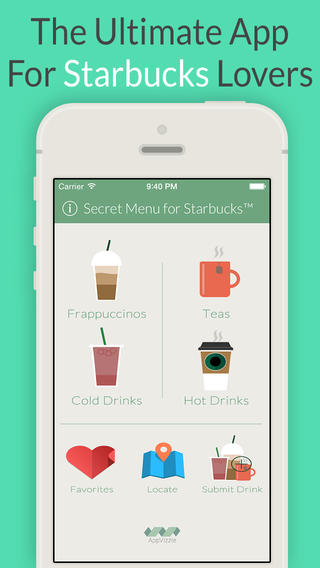 The Ultimate App
For Starbucks Lovers
Carrier 9:40 PM
i Secret Menu for Starbucks™
Frappuccinos Teas
Cold Drinks Hot Drinks
Favorites Locate Submit Drink
AppVizzle